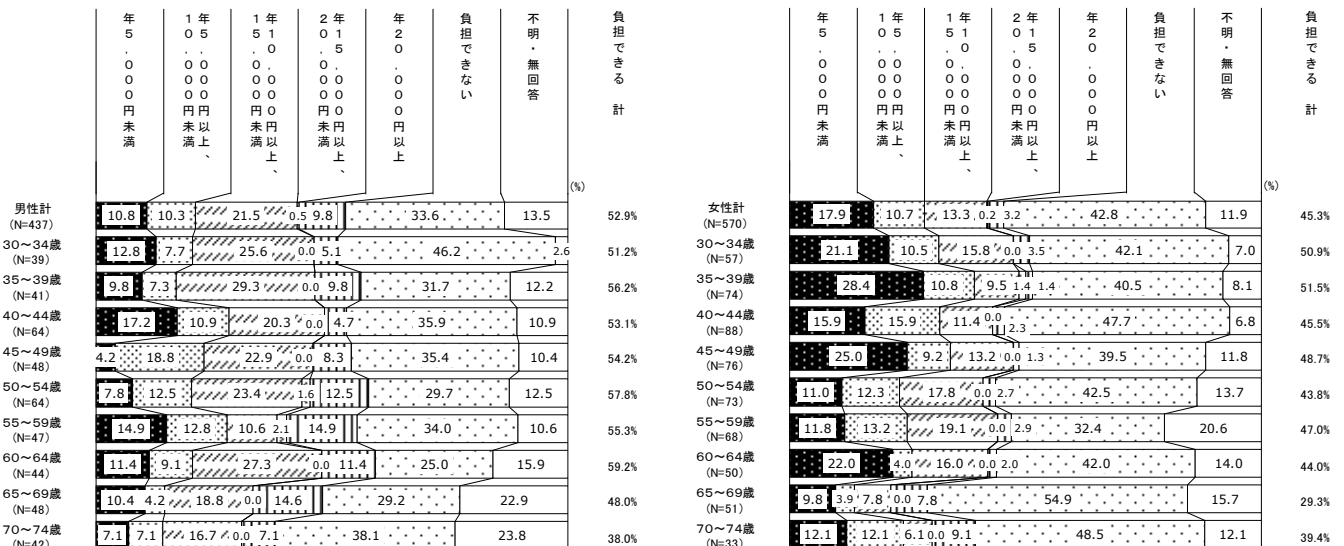 年5,000円未満
年5,000円以上、
10,000円未満
年10,000円以上、
15,000円未満
年15,000円以上、
20,000円未満
年20,000円以上
負担できない
不明・無回答
負担できる 計
(%)
男性計
(N=437)
10.8 10.3 21.5 0.5 9.8 33.6 13.5 52.9%
30~34歳
(N=39)
12.8 7.7 25.6 0.0 5.1 46.2 2.6 51.2%
35~39歳
(N=41)
9.8 7.3 29.3 0.0 9.8 31.7 12.2 56.2%
40~44歳
(N=64)
17.2 10.9 20.3 0.0 4.7 35.9 10.9 53.1%
45~49歳
(N=48)
4.2 18.8 22.9 0.0 8.3 35.4 10.4 54.2%
50~54歳
(N=64)
7.8 12.5 23.4 1.6 12.5 29.7 12.5 57.8%
55~59歳
(N=47)
14.9 12.8 10.6 2.1 14.9 34.0 10.6 55.3%
60~64歳
(N=44)
11.4 9.1 27.3 0.0 11.4 25.0 15.9 59.2%
65~69歳
(N=48)
10.4 4.2 18.8 0.0 14.6 29.2 22.9 48.0%
70~74歳
(N=42)
7.1 7.1 16.7 0.0 7.1 38.1 23.8 38.0%
年5,000円未満
年5,000円以上、
10,000円未満
年10,000円以上、
15,000円未満
年15,000円以上、
20,000円未満
年20,000円以上
負担できない
不明・無回答
負担できる 計
(%)
女性計
(N=570)
17.9 10.7 13.3 0.2 3.2 42.8 11.9 45.3%
30~34歳
(N=57)
21.1 10.5 15.8 0.0 3.5 42.1 7.0 50.9%
35~39歳
(N=74)
28.4 10.8 9.5 1.4 1.4 40.5 8.1 51.5%
40~44歳
(N=88)
15.9 15.9 11.4 0.0 2.3 47.7 6.8 45.5%
45~49歳
(N=76)
25.0 9.2 13.2 0.0 1.3 39.5 11.8 48.7%
50~54歳
(N=73)
11.0 12.3 17.8 0.0 2.7 42.5 13.7 43.8%
55~59歳
(N=68)
11.8 13.2 19.1 0.0 2.9 32.4 20.6 47.0%
60~64歳
(N=50)
22.0 4.0 16.0 0.0 2.0 42.0 14.0 44.0%
65~69歳
(N=51)
9.8 3.9 7.8 0.0 7.8 54.9 15.7 29.3%
70~74歳
(N=33)
12.1 12.1 6.1 0.0 9.1 48.5 12.1 39.4%